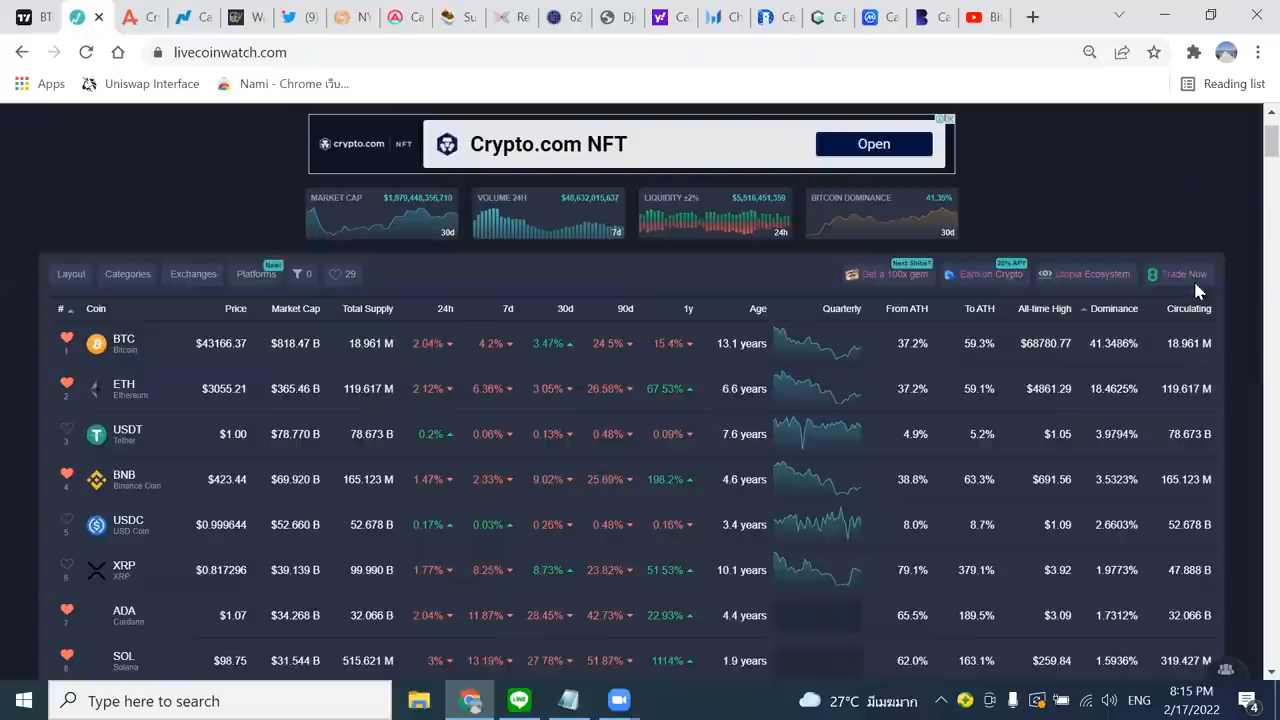 BT
Cr
Ca
W
(9)
NY
Ca
Su
Re
62
Dj
Ca
Ca
Ca
Ca
Ca
Bi
livecoinwatch.com
Apps
Uniswap Interface
Nami - Chrome เว็บ...
Reading list
crypto.com | NFT
Crypto.com NFT
Open
MARKET CAP $1,979,448,356,710
30d
VOLUME 24H $48,632,015,637
7d
LIQUIDITY ±2% $5,516,451,359
24h
BITCOIN DOMINANCE 41.35%
30d
Layout
Categories
Exchanges
New!
Platforms
0
29
Next Shiba?
Get a 100x gem
20% APY
Earn on Crypto
Utopia Ecosystem
Trade Now
# Coin Price Market Cap Total Supply 24h 7d 30d 90d 1y Age Quarterly From ATH To ATH All-time High Dominance Circulating
1 BTC Bitcoin $43166.37 $818.47 B 18.961 M 2.04% 4.2% 3.47% 24.5% 15.4% 13.1 years 37.2% 59.3% $68780.77 41.3486% 18.961 M
2 ETH Ethereum $3055.21 $365.46 B 119.617 M 2.12% 6.36% 3.05% 26.58% 67.53% 6.6 years 37.2% 59.1% $4861.29 18.4625% 119.617 M
3 USDT Tether $1.00 $78.770 B 78.673 B 0.2% 0.06% 0.13% 0.48% 0.09% 7.6 years 4.9% 5.2% $1.05 3.9794% 78.673 B
4 BNB Binance Coin $423.44 $69.920 B 165.123 M 1.47% 2.33% 9.02% 25.69% 198.2% 4.6 years 38.8% 63.3% $691.56 3.5323% 165.123 M
5 USDC USD Coin $0.999644 $52.660 B 52.678 B 0.17% 0.03% 0.26% 0.48% 0.16% 3.4 years 8.0% 8.7% $1.09 2.6603% 52.678 B
6 XRP XRP $0.817296 $39.139 B 99.990 B 1.77% 8.25% 8.73% 23.82% 51.53% 10.1 years 79.1% 379.1% $3.92 1.9773% 47.888 B
7 ADA Cardano $1.07 $34.268 B 32.066 B 2.04% 11.87% 28.45% 42.73% 22.93% 4.4 years 65.5% 189.5% $3.09 1.7312% 32.066 B
8 SOL Solana $98.75 $31.544 B 515.621 M 3% 13.19% 27.78% 51.87% 1114% 1.9 years 62.0% 163.1% $259.84 1.5936% 319.427 M
Type here to search
27°C มีเมฆมาก
ENG
8:15 PM
2/17/2022
4